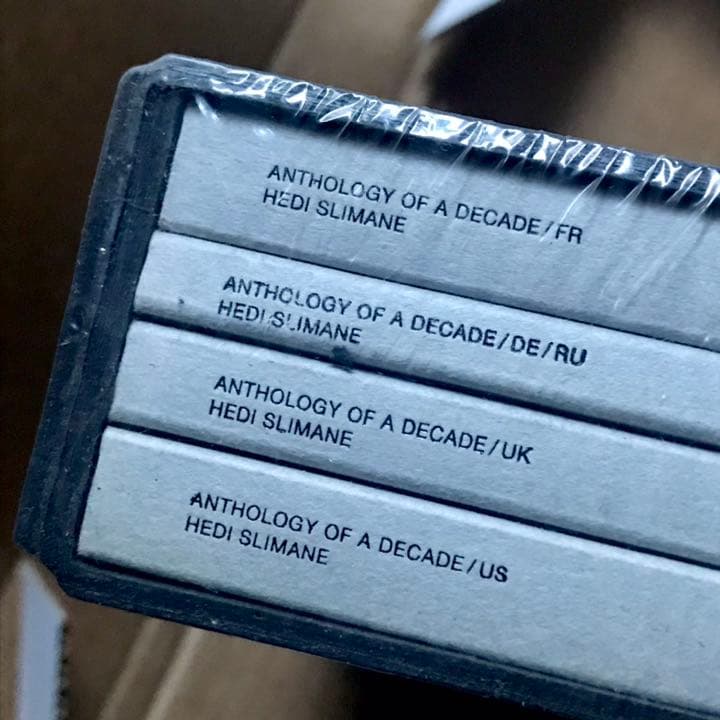 ANTHOLOGY OF A DECADE/FR
HEDI SLIMANE
ANTHOLOGY OF A DECADE/DE/RU
HEDI SLIMANE
ANTHOLOGY OF A DECADE/UK
HEDI SLIMANE
ANTHOLOGY OF A DECADE/US
HEDI SLIMANE